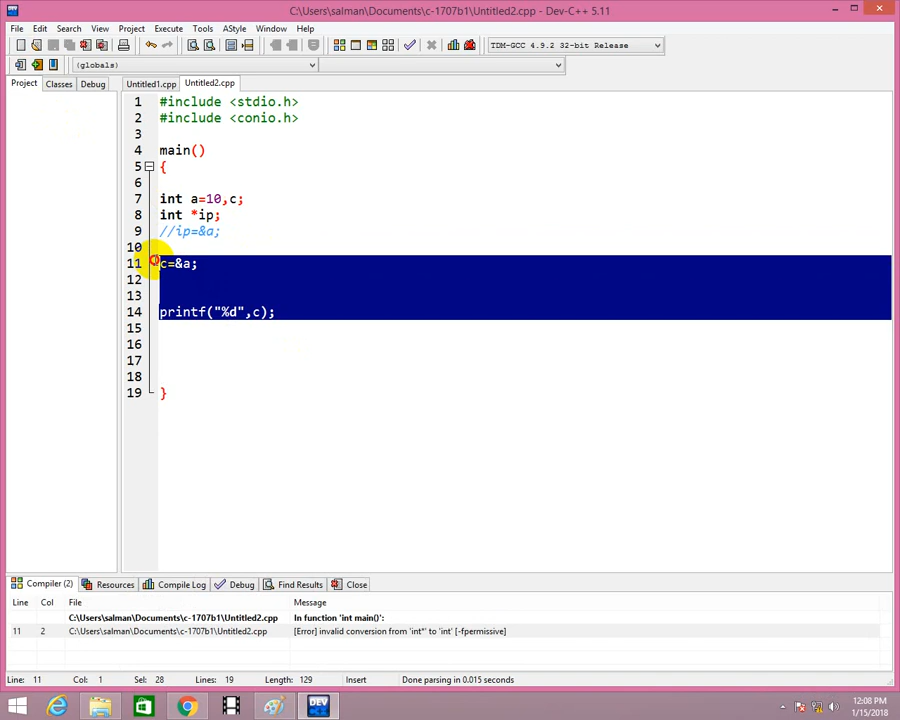 C:\Users\salman\Documents\c-1707b1\Untitled2.cpp - Dev-C++ 5.11
File Edit Search View Project Execute Tools AStyle Window Help
TDM-GCC 4.9.2 32-bit Release
(globals)
Project Classes Debug Untitled1.cpp Untitled2.cpp
1 #include <stdio.h>
2 #include <conio.h>
3
4 main()
5 {
6
7 int a=10,c;
8 int *ip;
9 //ip=&a;
10
11 c=&a;
12
13
14 printf("%d",c);
15
16
17
18
19 }
Compiler (2) Resources Compile Log Debug Find Results Close
Line Col File Message
C:\Users\salman\Documents\c-1707b1\Untitled2.cpp In function 'int main()':
11 2 C:\Users\salman\Documents\c-1707b1\Untitled2.cpp [Error] invalid conversion from 'int*' to 'int' [-fpermissive]
Line: 11 Col: 1 Sel: 28 Lines: 19 Length: 129 Insert Done parsing in 0.015 seconds
DEV
12:08 PM
1/15/2018